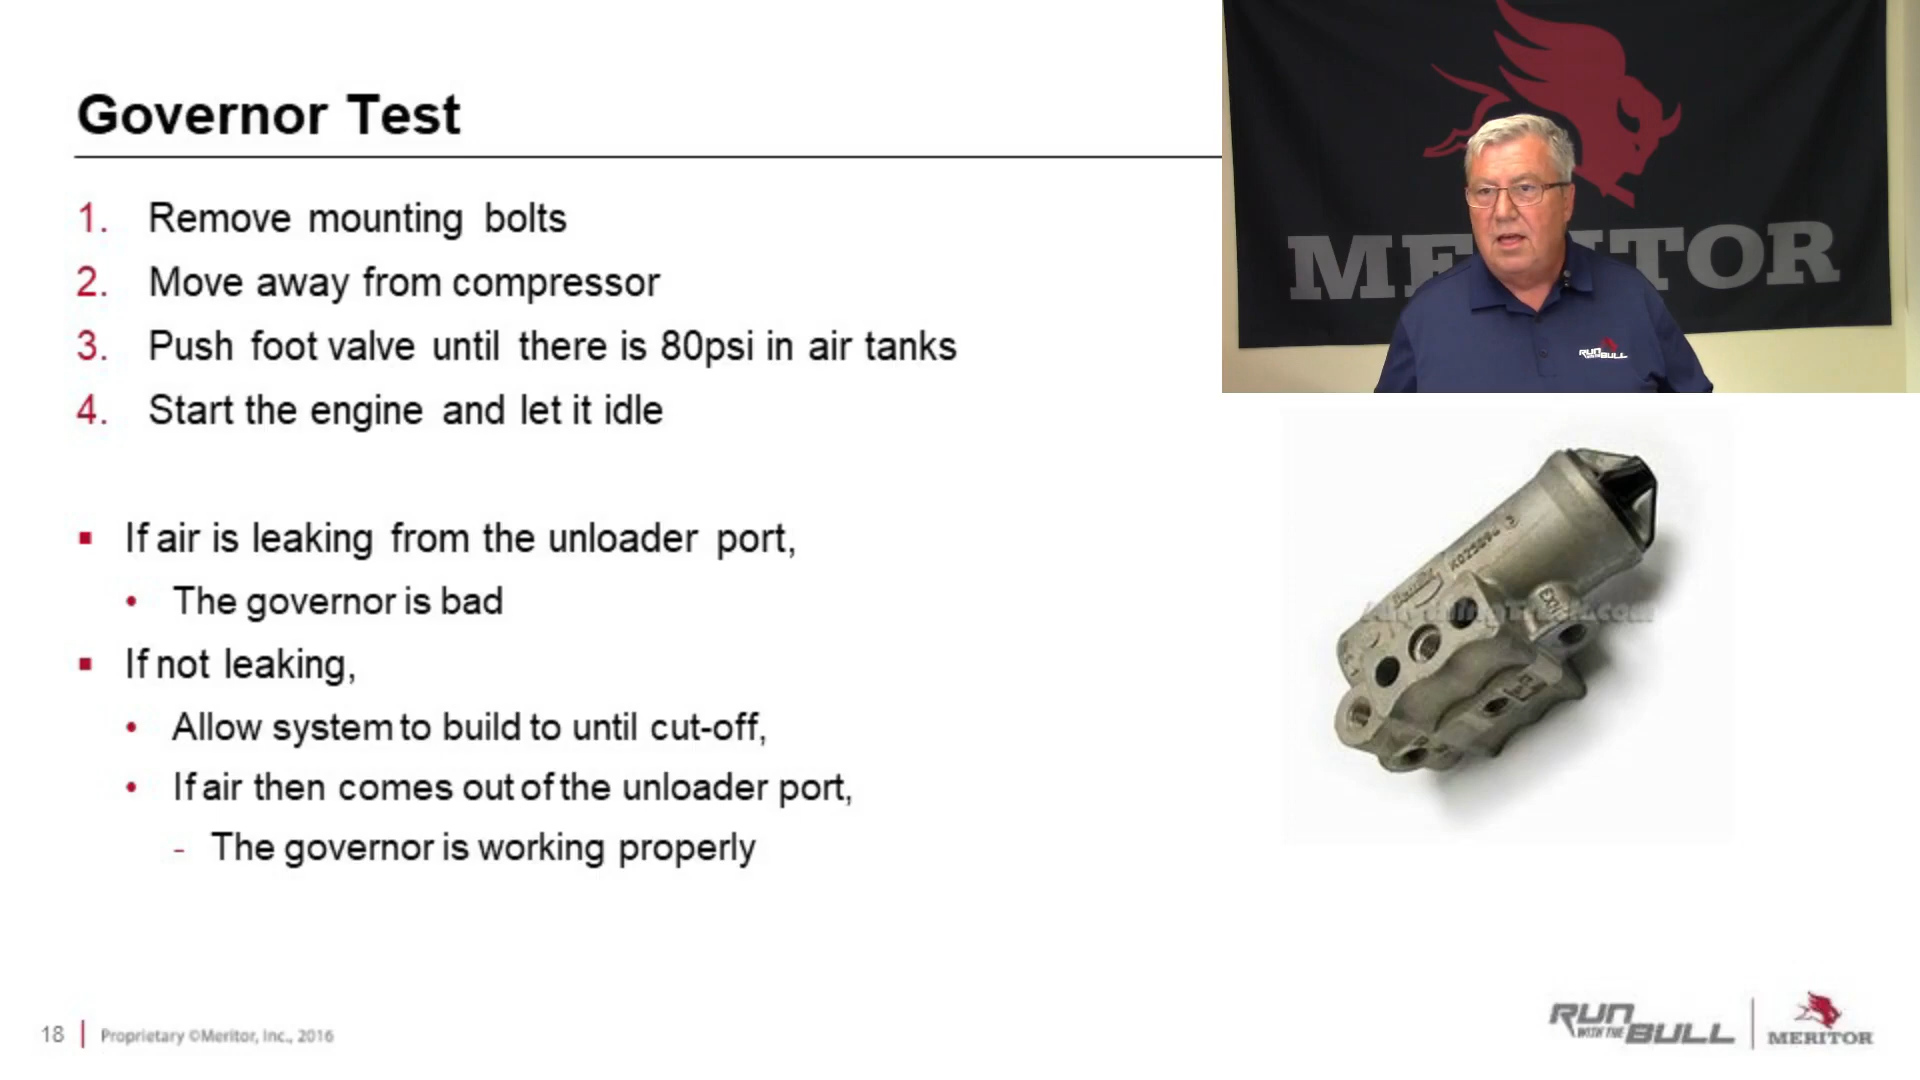 Governor Test
1. Remove mounting bolts
2. Move away from compressor
3. Push foot valve until there is 80psi in air tanks
4. Start the engine and let it idle
▪ If air is leaking from the unloader port,
• The governor is bad
▪ If not leaking,
• Allow system to build to until cut-off,
• If air then comes out of the unloader port,
- The governor is working properly
MERITOR
RUN WITH THE BULL
18
Proprietary ©Meritor, Inc., 2016
RUN WITH THE BULL
MERITOR